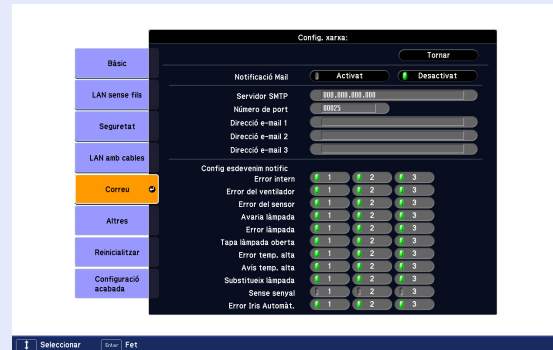 Config. xarxa:
Tornar
Bàsic
LAN sense fils
Seguretat
LAN amb cables
Correu
Altres
Reinicialitzar
Configuració
acabada
Notificació Mail Activat Desactivat
Servidor SMTP 000.000.000.000
Número de port 00025
Direcció e-mail 1
Direcció e-mail 2
Direcció e-mail 3
Config esdevenim notific
Error intern 1 2 3
Error del ventilador 1 2 3
Error del sensor 1 2 3
Avaria làmpada 1 2 3
Error làmpada 1 2 3
Tapa làmpada oberta 1 2 3
Error temp. alta 1 2 3
Avís temp. alta 1 2 3
Substitueix làmpada 1 2 3
Sense senyal 1 2 3
Error Iris Automàt. 1 2 3
Seleccionar Enter Fet